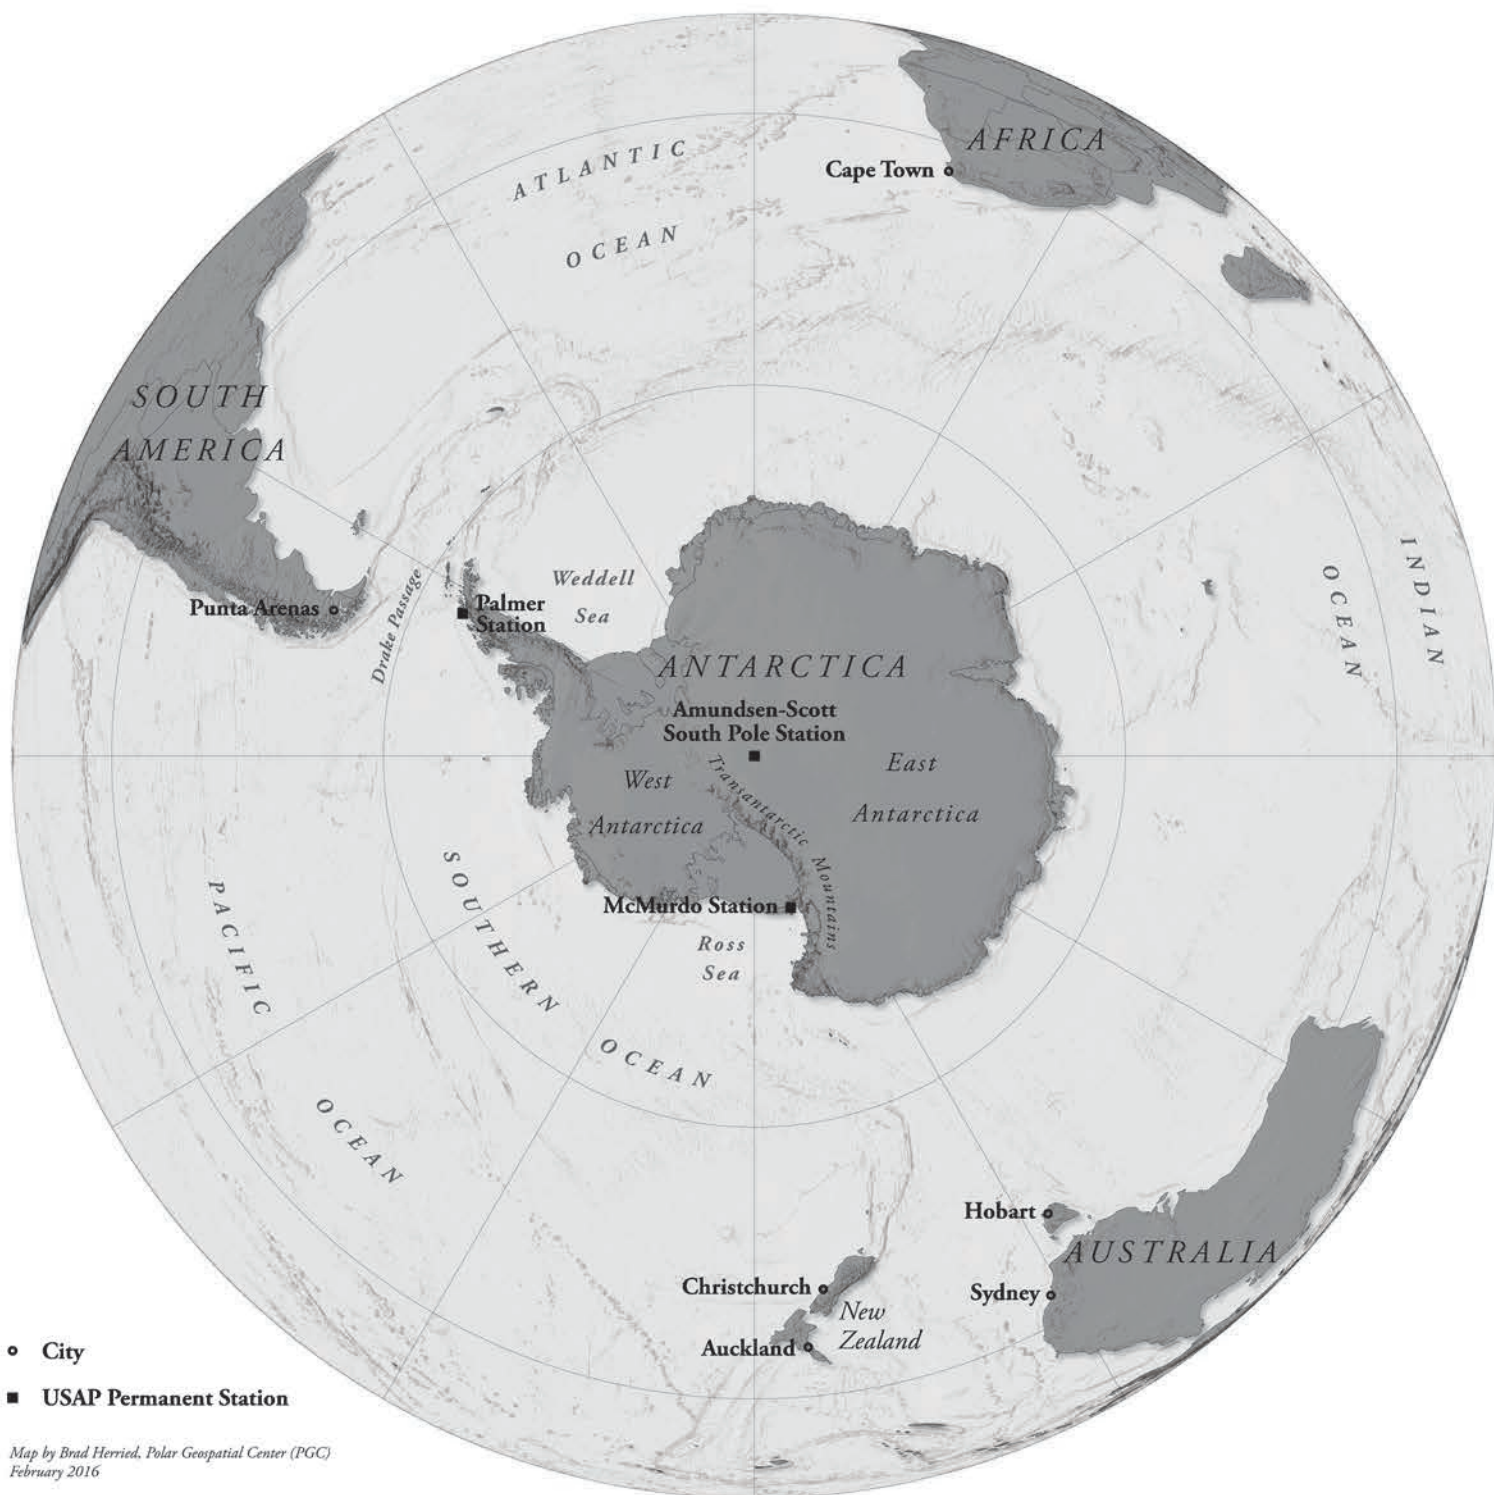 AFRICA
Cape Town
ATLANTIC
OCEAN
SOUTH
AMERICA
INDIAN
OCEAN
Weddell
Sea
Drake Passage
Punta Arenas
Palmer
Station
ANTARCTICA
Amundsen-Scott
South Pole Station
West
Antarctica
East
Antarctica
Transantarctic Mountains
McMurdo Station
Ross
Sea
SOUTHERN
OCEAN
PACIFIC
OCEAN
Hobart
AUSTRALIA
Sydney
Christchurch
New
Zealand
Auckland
City
USAP Permanent Station
Map by Brad Herried, Polar Geospatial Center (PGC)
February 2016